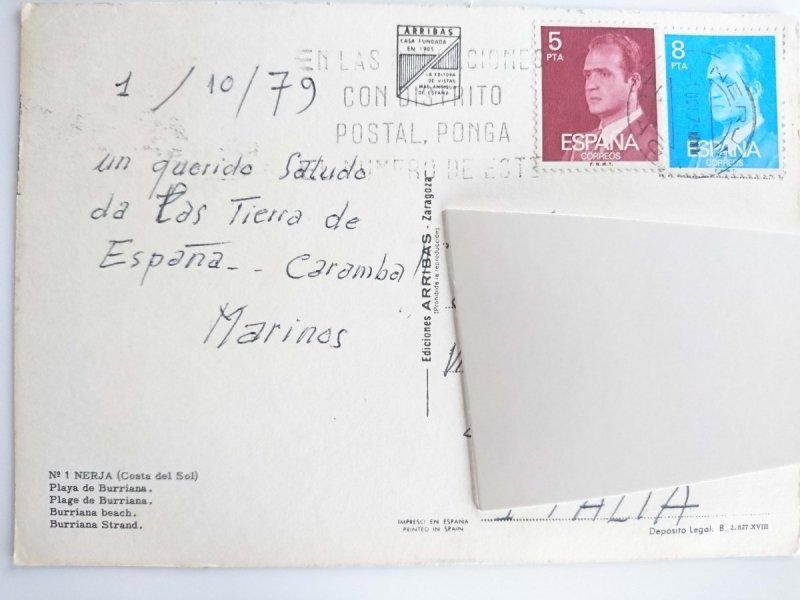 1/10/79
un querido saludo
da las Tierra de
España-- Caramba!
Marinos
ARRIBAS
CASA FUNDADA
EN 1905
LA EDITORA
DE VISTAS
MAS ANTIGUA
DE ESPAÑA
EN LAS
CON DISTRITO
POSTAL, PONGA
NUMERO DE ESTE
5
PTA
ESPAÑA
CORREOS
F.N.M.T.
8
PTA
ESPAÑA
CORREOS
F.N.M.T.
Ediciones ARRIBAS - Zaragoza
(Prohibida la reproducción)
ITALIA
Nº 1 NERJA (Costa del Sol)
Playa de Burriana.
Plage de Burriana.
Burriana beach.
Burriana Strand.
IMPRESO EN ESPAÑA
PRINTED IN SPAIN
Depósito Legal: B. 2.827-XVIII